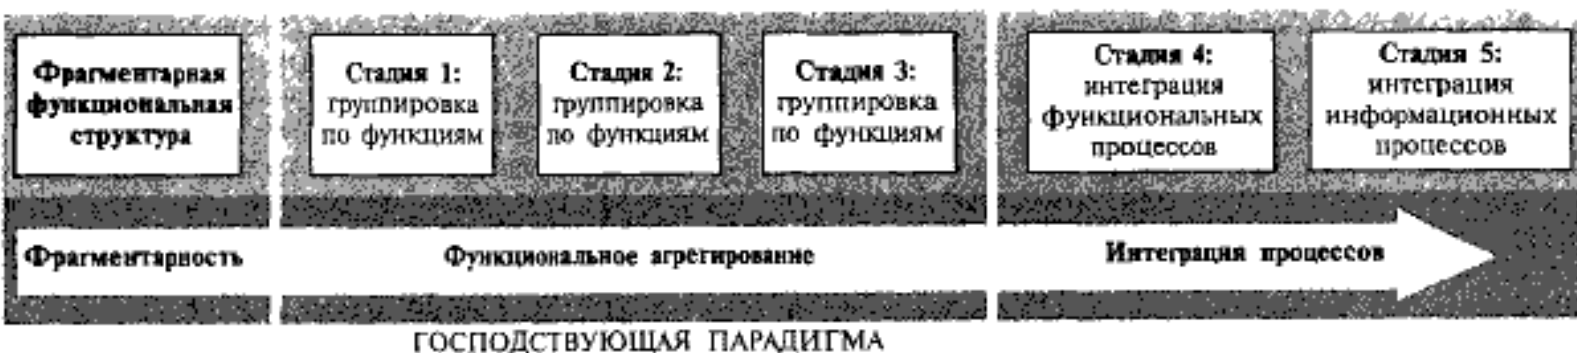 Фрагментарная
функциональная
структура
Стадия 1:
группировка
по функциям
Стадия 2:
группировка
по функциям
Стадия 3:
группировка
по функциям
Стадия 4:
интеграция
функциональных
процессов
Стадия 5:
интеграция
информационных
процессов
Фрагментарность
Функциональное агрегирование
Интеграция процессов
ГОСПОДСТВУЮЩАЯ ПАРАДИГМА